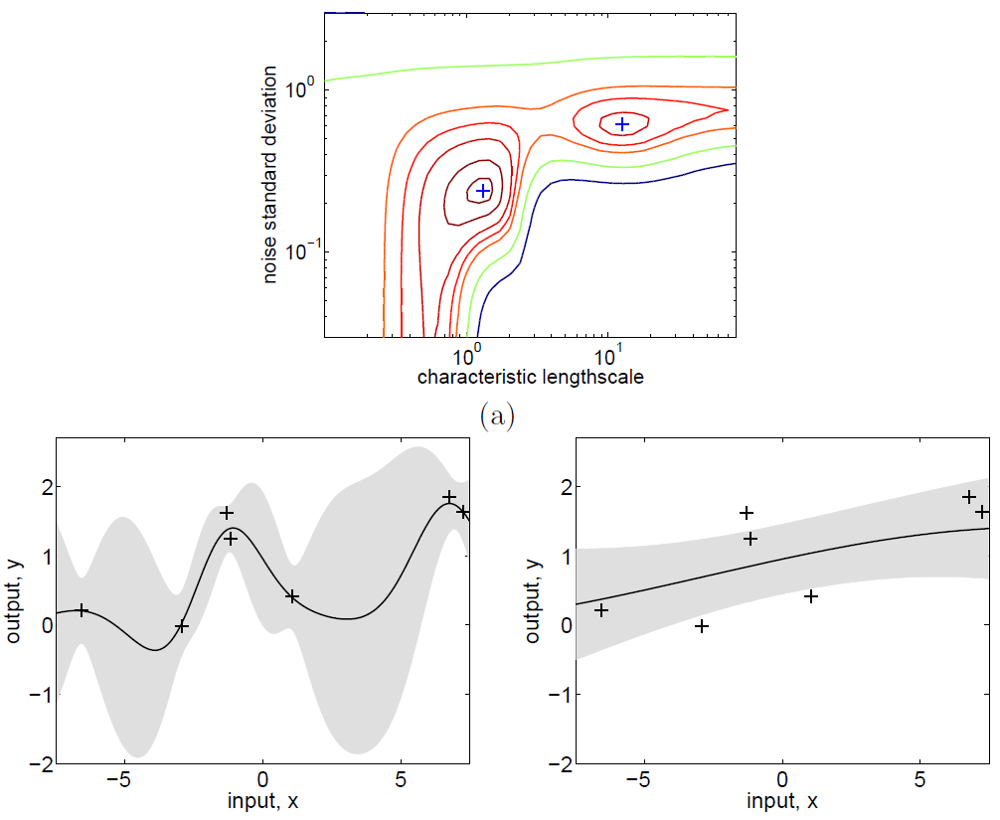 noise standard deviation
10^0
10^−1
10^0 10^1
characteristic lengthscale
(a)
output, y
2
1
0
−1
−2
−5 0 5
input, x
output, y
2
1
0
−1
−2
−5 0 5
input, x